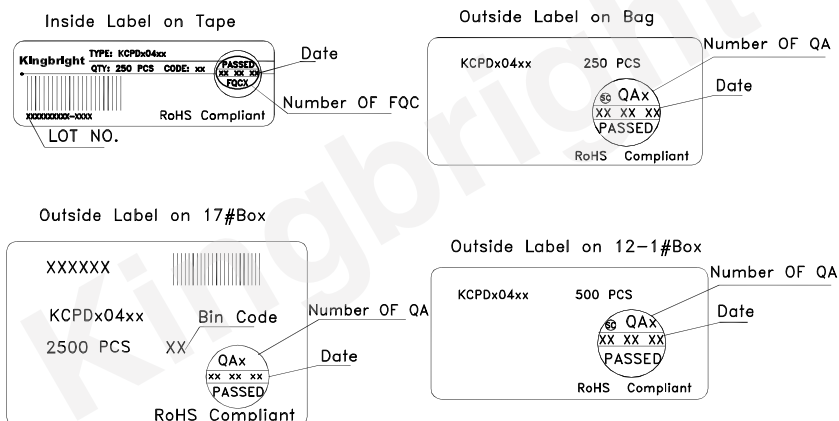 Inside Label on Tape
Kingbright
TYPE: KCPDx04xx
QTY: 250 PCS CODE: xx
PASSED
xx xx xx
FQCX
Date
Number OF FQC
xxxxxxxxxx-xxxx
RoHS Compliant
LOT NO.
Outside Label on Bag
KCPDx04xx 250 PCS
Number OF QA
SC QAx
Date
XX XX XX
PASSED
RoHS Compliant
Outside Label on 17#Box
XXXXXX
KCPDx04xx
Bin Code
Number OF QA
2500 PCS XX
QAx
Date
xx xx xx
PASSED
RoHS Compliant
Outside Label on 12-1#Box
Number OF QA
KCPDx04xx 500 PCS
SC QAx
Date
XX XX XX
PASSED
RoHS Compliant
Kingbright